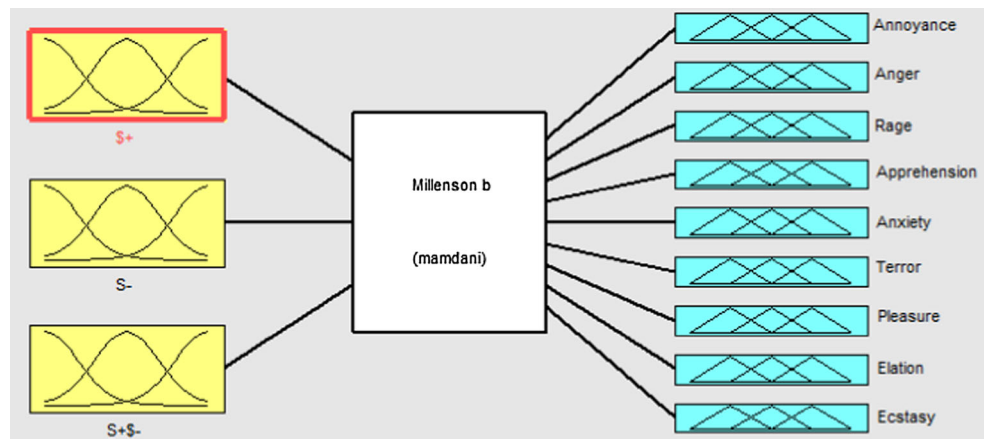 S+
S-
S+S-
Millenson b
(mamdani)
Annoyance
Anger
Rage
Apprehension
Anxiety
Terror
Pleasure
Elation
Ecstasy